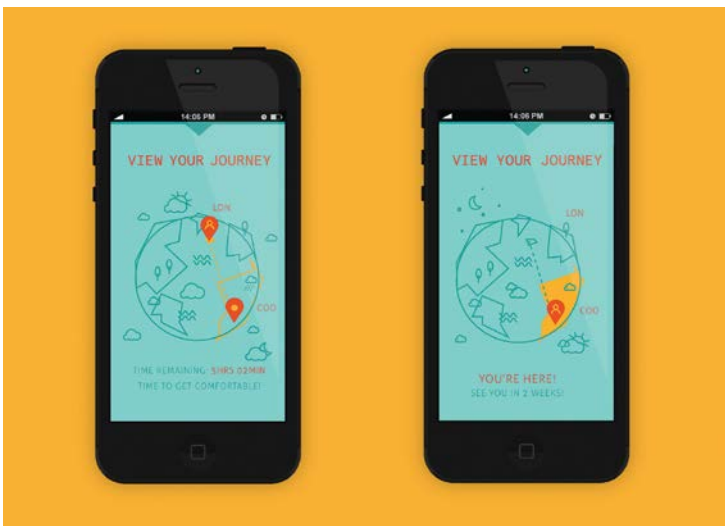 14:06 PM
VIEW YOUR JOURNEY
LON
COO
TIME REMAINING: 5HRS 02MIN
TIME TO GET COMFORTABLE!
14:06 PM
VIEW YOUR JOURNEY
LON
COO
YOU'RE HERE!
SEE YOU IN 2 WEEKS!